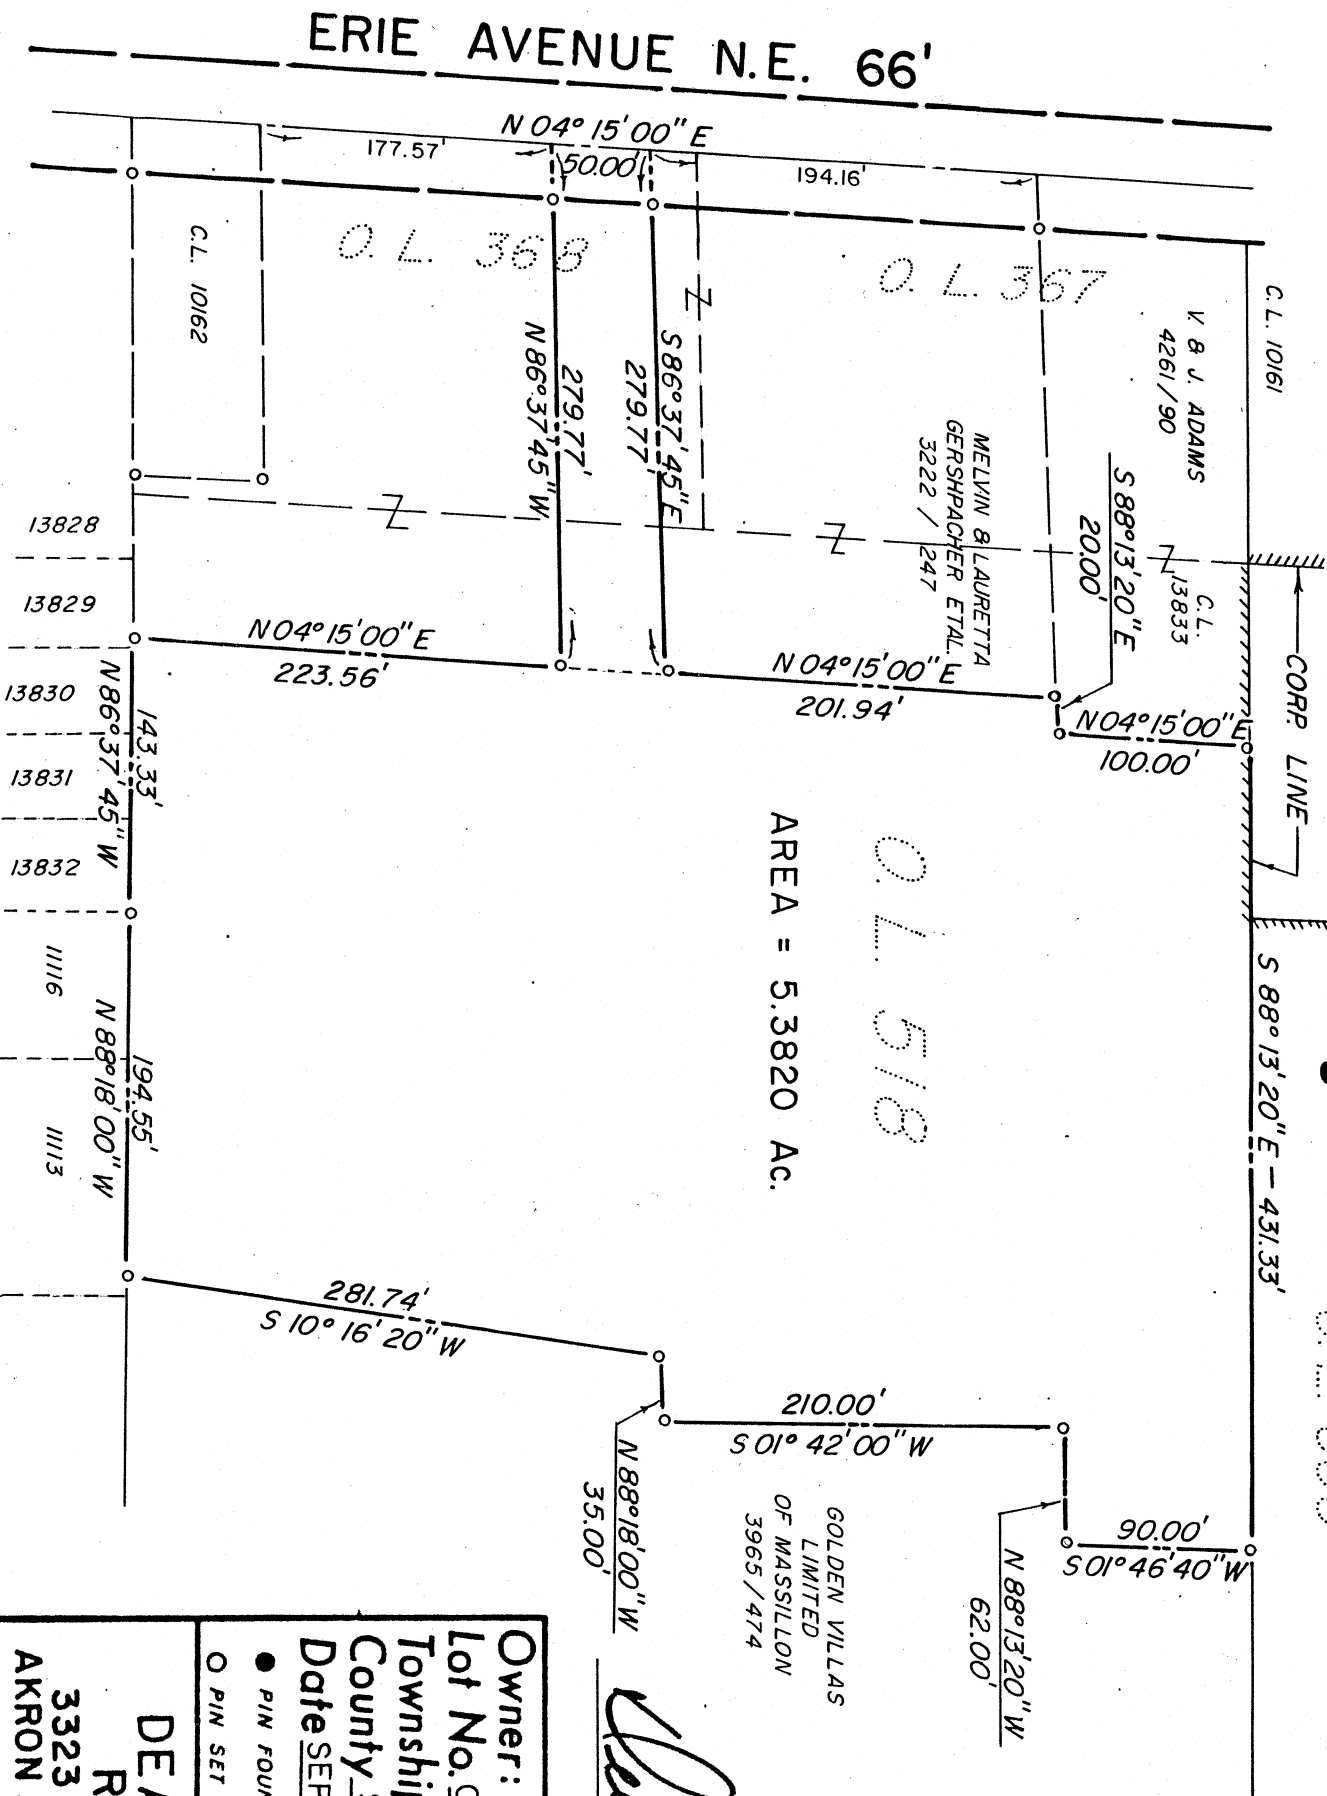 ERIE AVENUE N.E. 66'
N 04° 15' 00" E
177.57'
50.00'
194.16'
O. L. 368
O. L. 367
C.L. 10162
C.L. 10161
V. & J. ADAMS
4261/90
N 86° 37' 45" W
279.77'
S 86° 37' 45" E
279.77'
MELVIN & LAURETTA
GERSHPACHER ETAL.
3222 / 247
S 88° 13' 20" E
20.00'
C.L.
13833
CORP. LINE
13828
13829
13830
13831
13832
11116
11113
N 04° 15' 00" E
223.56'
N 04° 15' 00" E
201.94'
N 04° 15' 00" E
100.00'
143.33'
N 86° 37' 45" W
AREA = 5.3820 Ac.
O. L. 518
S 88° 13' 20" E — 431.33'
194.55'
N 88° 18' 00" W
281.74'
S 10° 16' 20" W
210.00'
S 01° 42' 00" W
90.00'
S 01° 46' 40" W
N 88° 18' 00" W
35.00'
GOLDEN VILLAS
LIMITED
OF MASSILLON
3965/474
N 88° 13' 20" W
62.00'
Owner:
Lot No.
Township
County
Date SEP
PIN FOUN
PIN SET
DEA
R
3323
AKRON